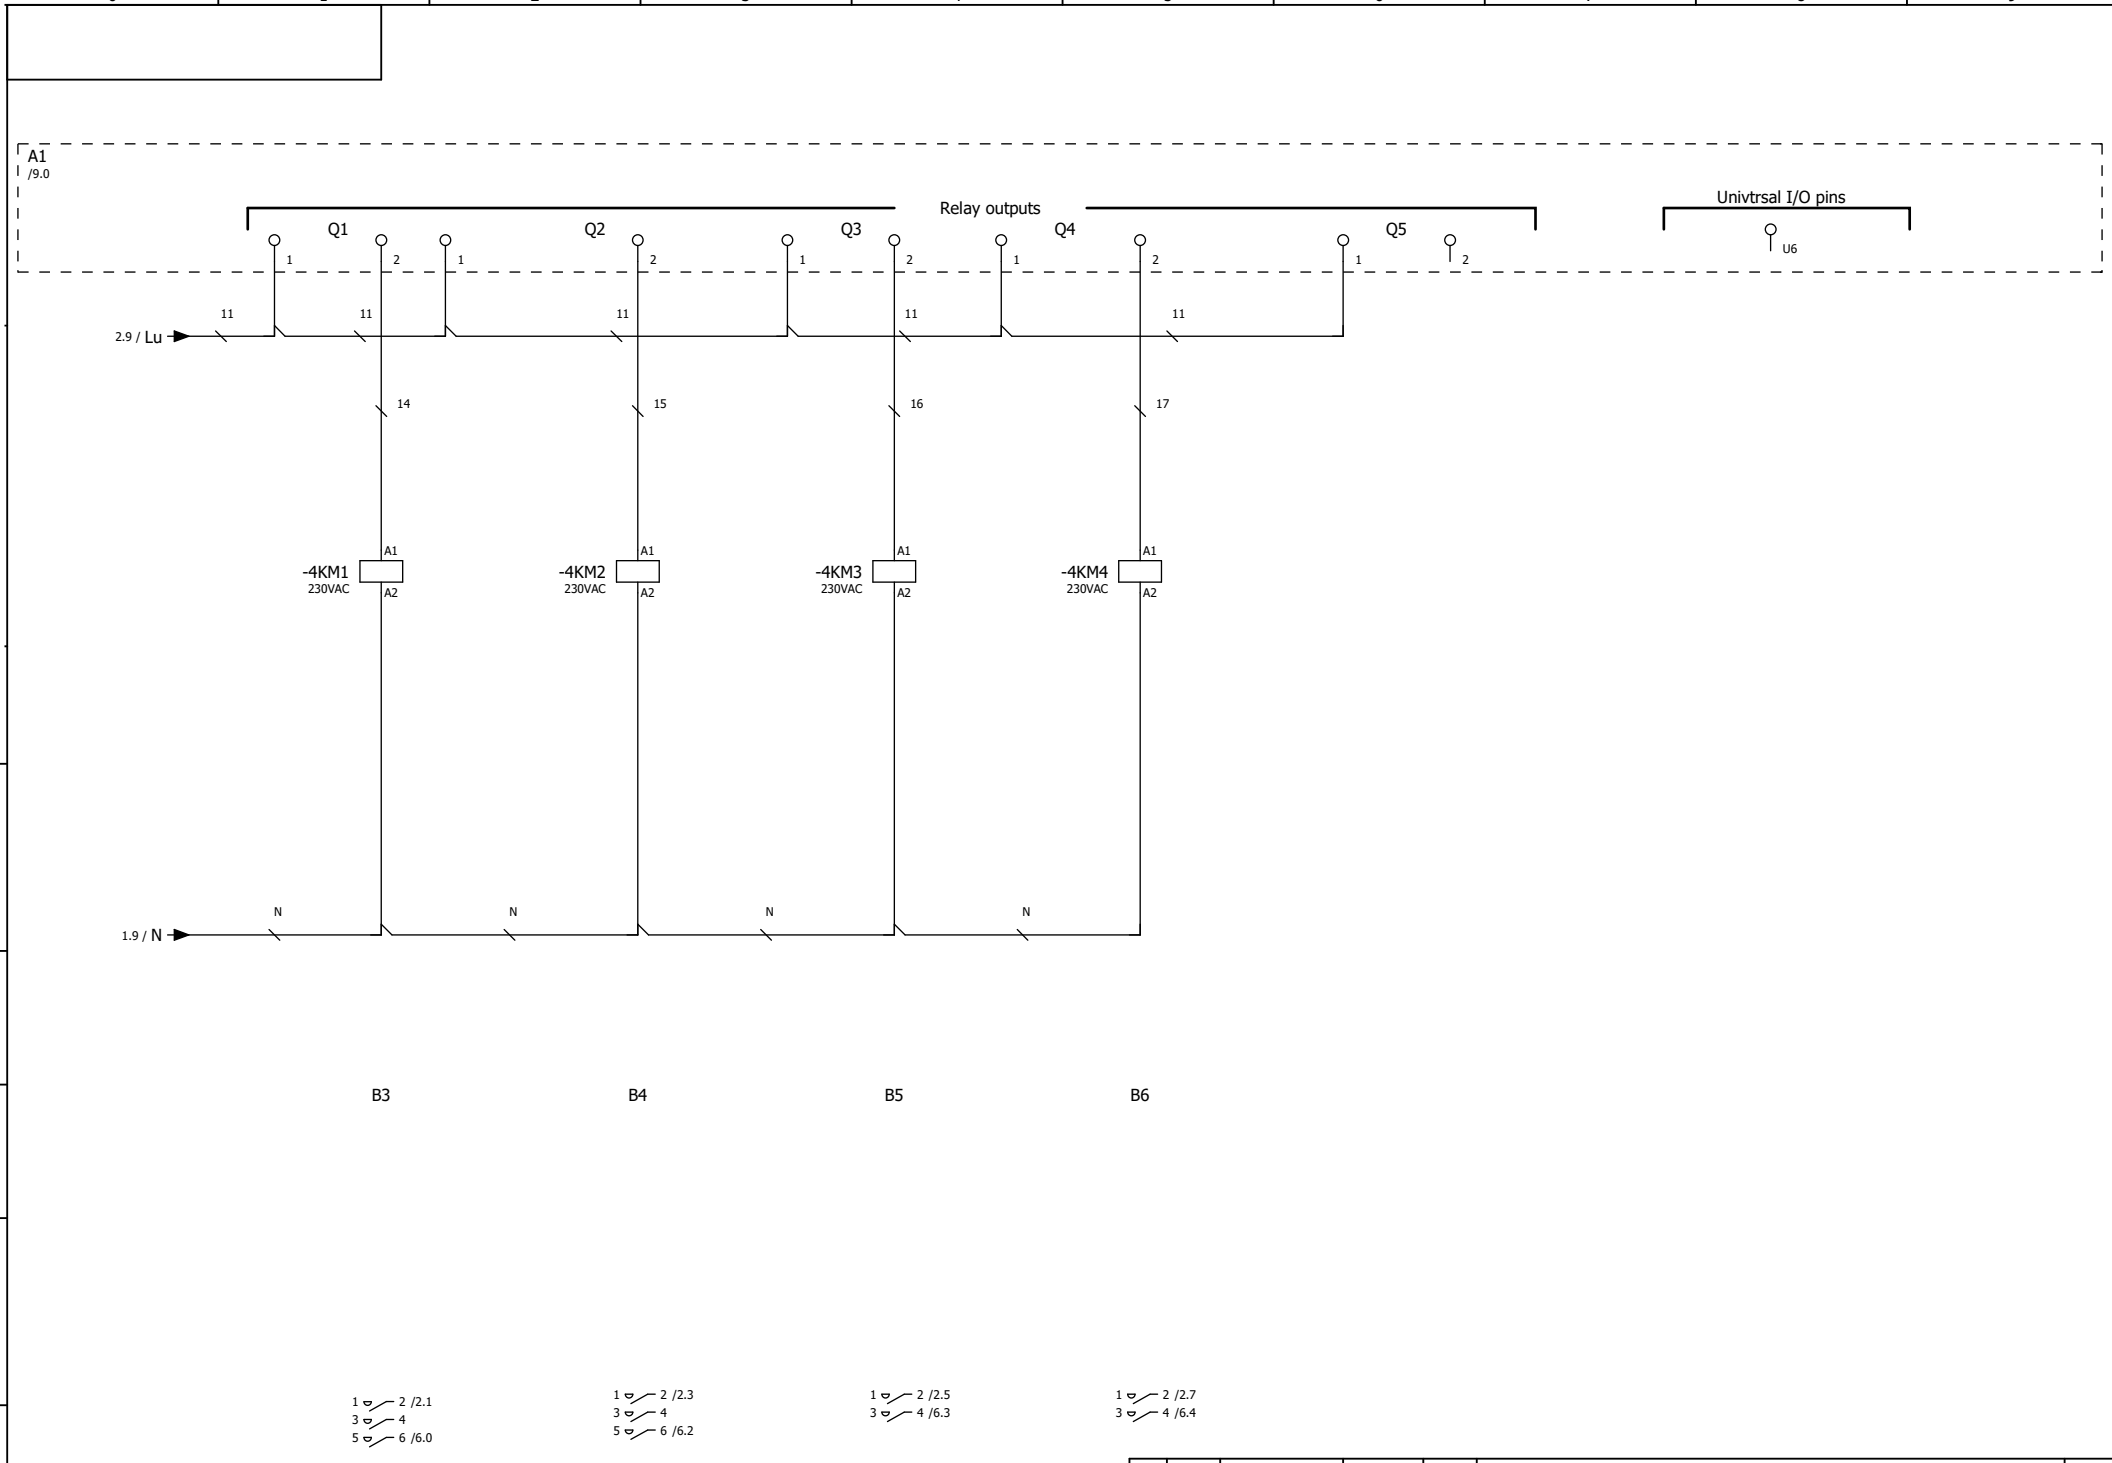 A1
/9.0
Relay outputs
Univtrsal I/O pins
Q1 Q2 Q3 Q4 Q5
1 2 1 2 1 2 1 2 1 2 U6
11 11 11 11 11
2.9 / Lu
14 15 16 17
A1 A1 A1 A1
-4KM1 -4KM2 -4KM3 -4KM4
230VAC 230VAC 230VAC 230VAC
A2 A2 A2 A2
N N N N
1.9 / N
B3 B4 B5 B6
1 2 /2.1 1 2 /2.3 1 2 /2.5 1 2 /2.7
3 4 3 4 3 4 /6.3 3 4 /6.4
5 6 /6.0 5 6 /6.2